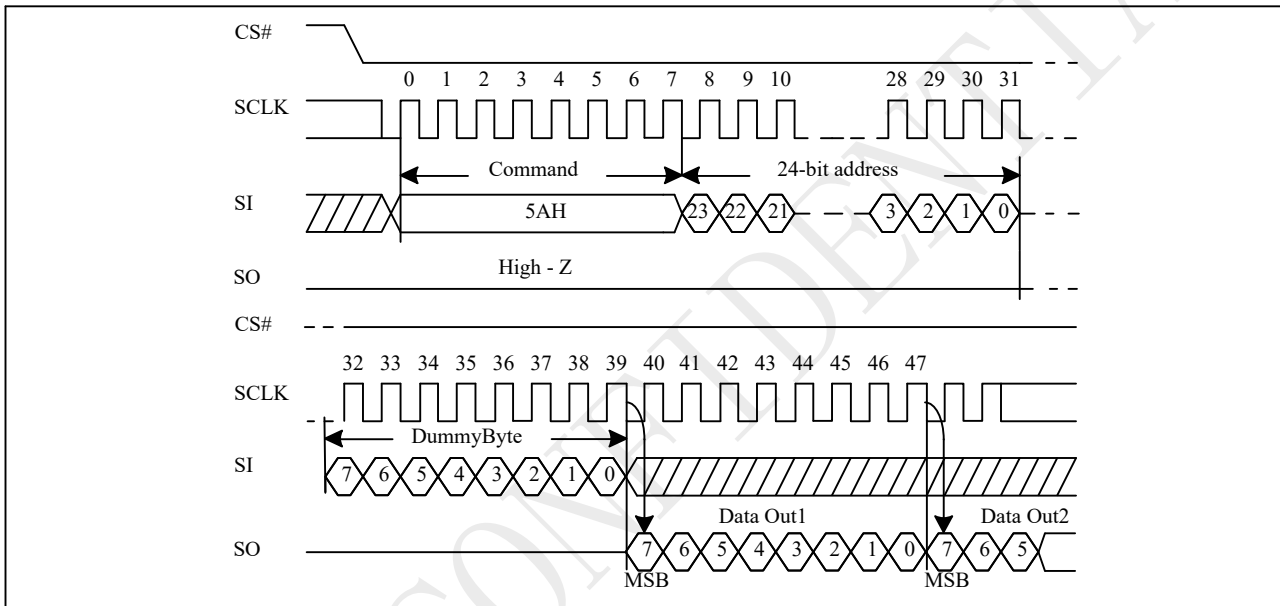 CS#
0 1 2 3 4 5 6 7 8 9 10 28 29 30 31
SCLK
Command 24-bit address
SI 5AH 23 22 21 3 2 1 0
High - Z
SO
CS#
32 33 34 35 36 37 38 39 40 41 42 43 44 45 46 47
SCLK
DummyByte
SI 7 6 5 4 3 2 1 0
Data Out1 Data Out2
SO 7 6 5 4 3 2 1 0 7 6 5
MSB MSB